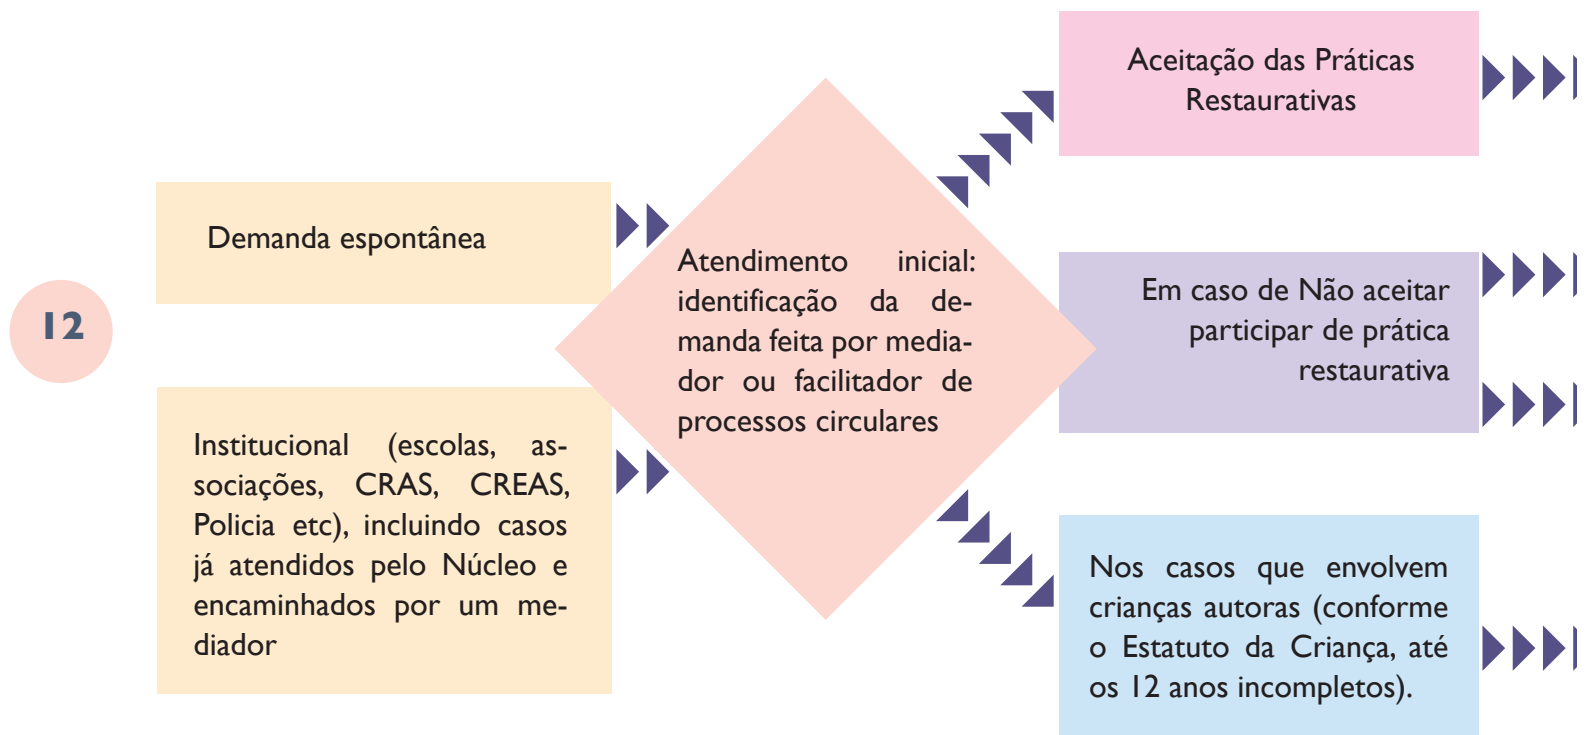 12
Demanda espontânea
Institucional (escolas, as-
sociações, CRAS, CREAS,
Policia etc), incluindo casos
já atendidos pelo Núcleo e
encaminhados por um me-
diador
Atendimento inicial:
identificação da de-
manda feita por media-
dor ou facilitador de
processos circulares
Aceitação das Práticas
Restaurativas
Em caso de Não aceitar
participar de prática
restaurativa
Nos casos que envolvem
crianças autoras (conforme
o Estatuto da Criança, até
os 12 anos incompletos).